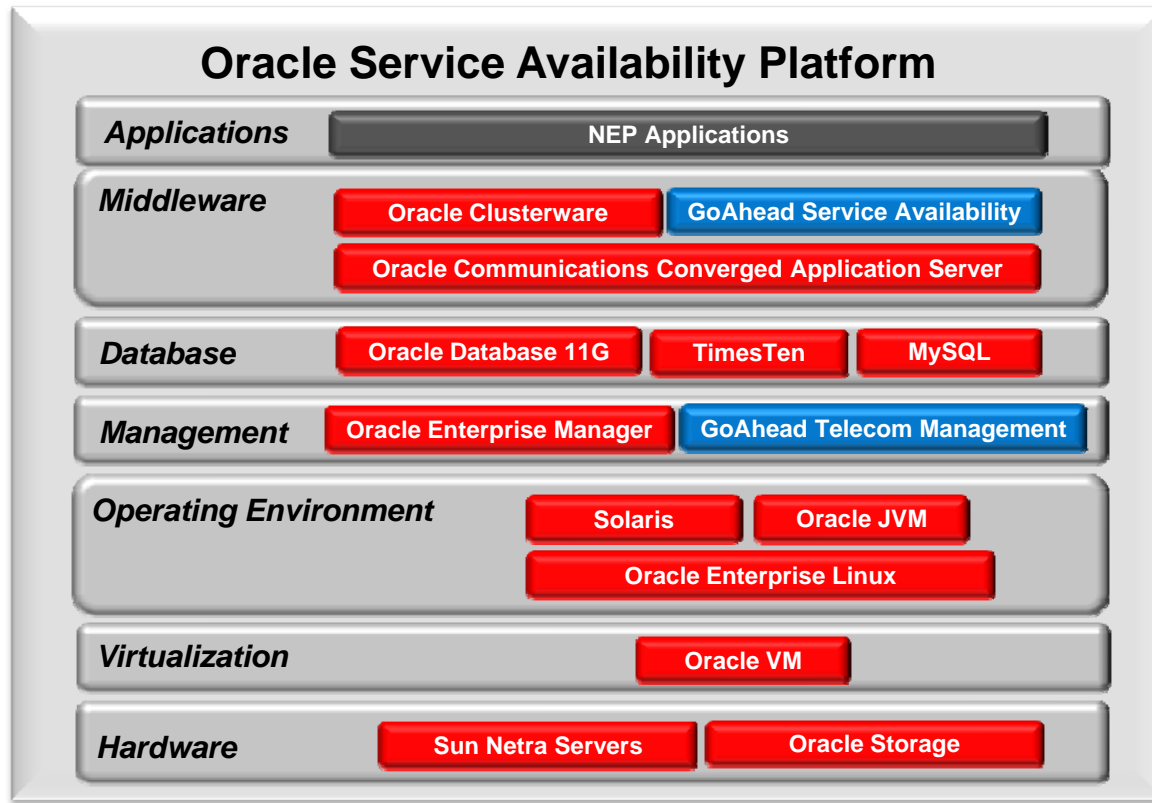 Oracle Service Availability Platform
Applications
NEP Applications
Middleware
Oracle Clusterware
GoAhead Service Availability
Oracle Communications Converged Application Server
Database
Oracle Database 11G
TimesTen
MySQL
Management
Oracle Enterprise Manager
GoAhead Telecom Management
Operating Environment
Solaris
Oracle JVM
Oracle Enterprise Linux
Virtualization
Oracle VM
Hardware
Sun Netra Servers
Oracle Storage